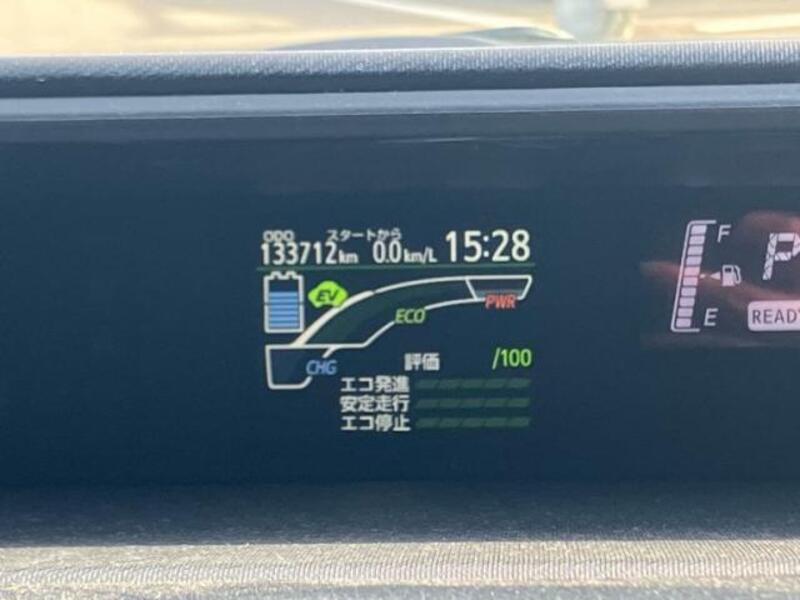 ODO スタートから
133712km 0.0km/L 15:28
F
P
EV
PWR
ECO
E
READY
CHG
評価 /100
エコ発進
安定走行
エコ停止